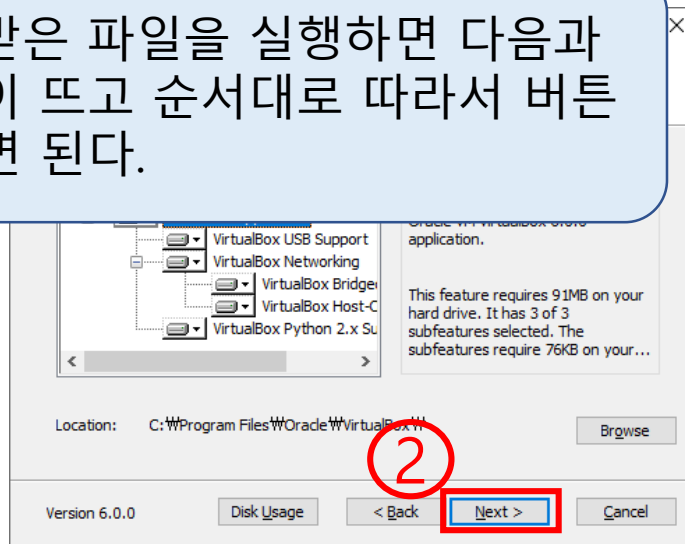 받은 파일을 실행하면 다음과
이 뜨고 순서대로 따라서 버튼
면 된다.
VirtualBox USB Support
application.
VirtualBox Networking
VirtualBox Bridge
This feature requires 91MB on your
VirtualBox Host-C
hard drive. It has 3 of 3
VirtualBox Python 2.x Su
subfeatures selected. The
subfeatures require 76KB on your...
Location: C:₩Program Files₩Oracle₩VirtualBox₩
Browse
②
Version 6.0.0 Disk Usage < Back Next > Cancel